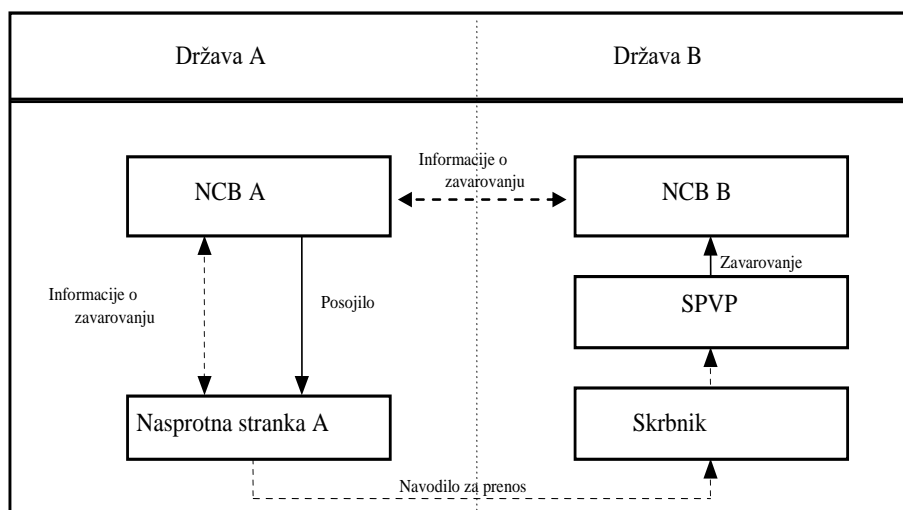 Država A
Država B
Informacije o
zavarovanju
NCB A
NCB B
Zavarovanje
Informacije o
zavarovanju
Posojilo
SPVP
Nasprotna stranka A
Skrbnik
Navodilo za prenos